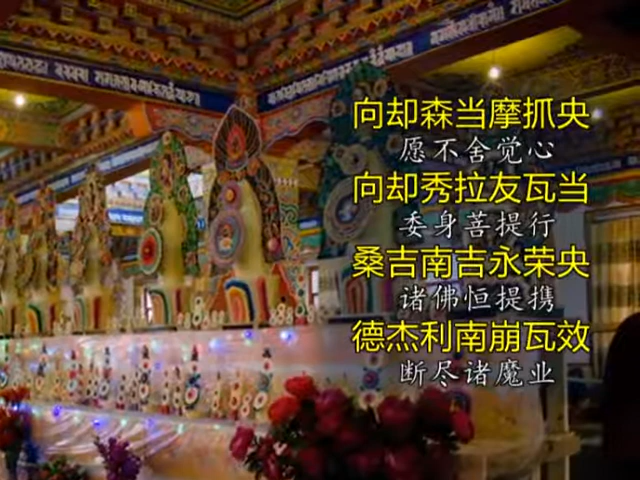 向却森当摩抓央
愿不舍觉心
向却秀拉友瓦当
委身菩提行
桑吉南吉永荣央
诸佛恒提携
德杰利南崩瓦效
断尽诸魔业